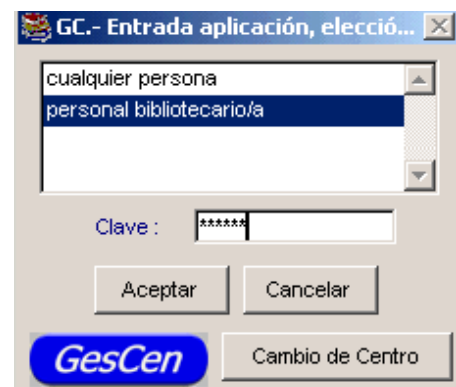 GC.- Entrada aplicación, elecció...
cualquier persona
personal bibliotecario/a
Clave : ******
Aceptar Cancelar
GesCen Cambio de Centro